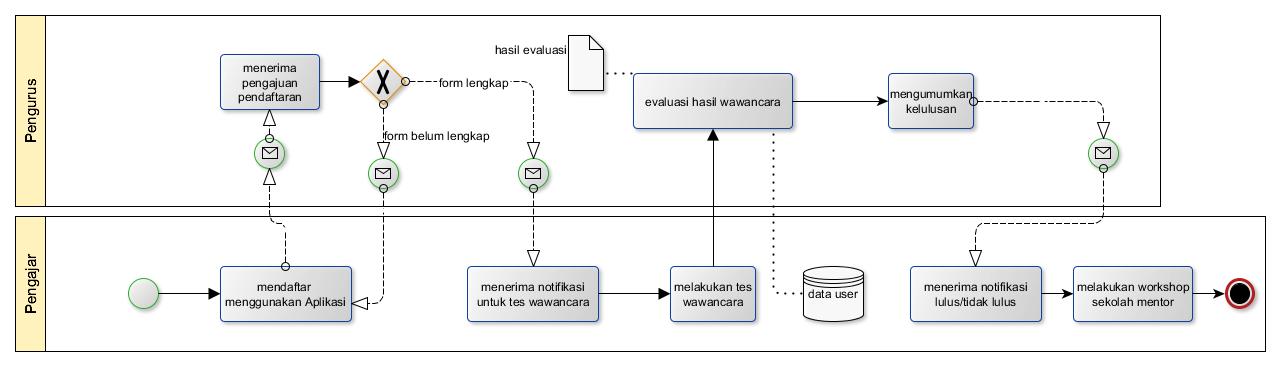 Pengurus
menerima
pengajuan
pendaftaran
form lengkap
form belum lengkap
hasil evaluasi
evaluasi hasil wawancara
mengumumkan
kelulusan
Pengajar
mendaftar
menggunakan Aplikasi
menerima notifikasi
untuk tes wawancara
melakukan tes
wawancara
data user
menerima notifikasi
lulus/tidak lulus
melakukan workshop
sekolah mentor